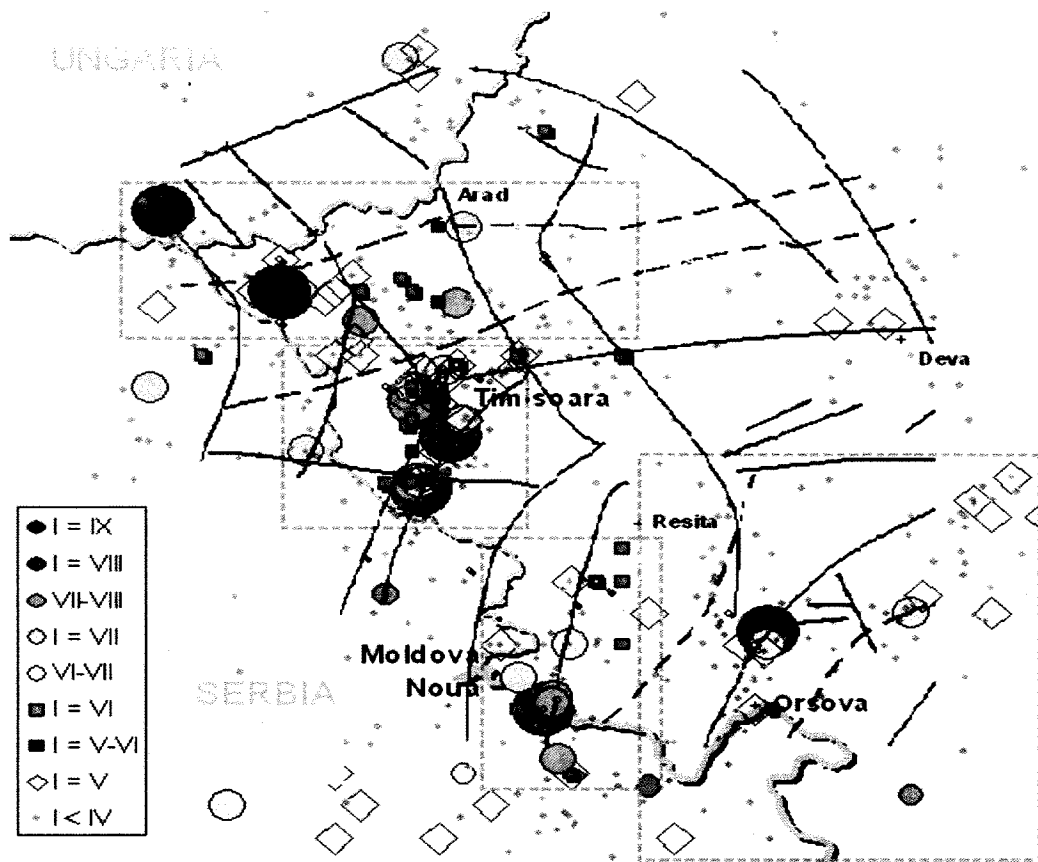 UNGARIA
Arad
Deva
Timisoara
Resita
Moldova
Noua
SERBIA
Orsova
I = IX
I = VIII
VII-VIII
I = VII
VI-VII
I = VI
I = V-VI
I = V
I < IV